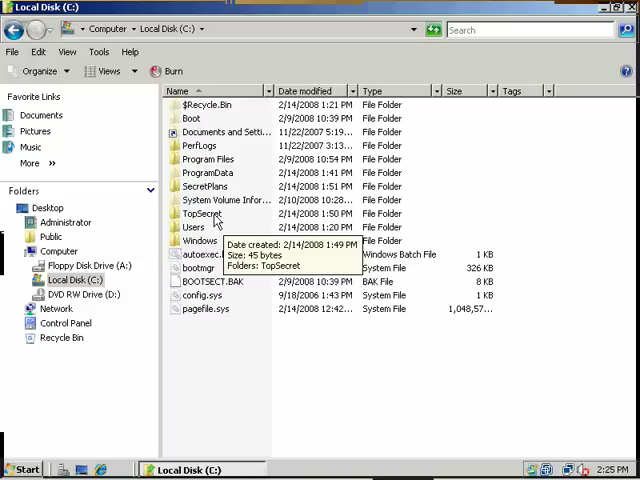 Local Disk (C:)
Computer Local Disk (C:)
Search
File Edit View Tools Help
Organize Views Burn
Favorite Links
Documents
Pictures
Music
More »
Folders
Desktop
Administrator
Public
Computer
Floppy Disk Drive (A:)
Local Disk (C:)
DVD RW Drive (D:)
Network
Control Panel
Recycle Bin
Name Date modified Type Size Tags
$Recycle.Bin 2/14/2008 1:21 PM File Folder
Boot 2/9/2008 10:39 PM File Folder
Documents and Setti... 11/22/2007 5:19... File Folder
PerfLogs 11/22/2007 3:13... File Folder
Program Files 2/9/2008 10:54 PM File Folder
ProgramData 2/14/2008 1:41 PM File Folder
SecretPlans 2/14/2008 1:41 PM File Folder
System Volume Infor... 2/10/2008 10:28... File Folder
TopSecret 2/14/2008 1:50 PM File Folder
Users 2/14/2008 1:27 PM File Folder
Windows File Folder
autoexec. Windows Batch File 1 KB
bootmgr System File 326 KB
BOOTSECT.BAK 2/9/2008 10:39 PM BAK File 8 KB
config.sys 9/18/2006 1:43 PM System File 1 KB
pagefile.sys 2/14/2008 12:42... System File 1,048,57...
Date created: 2/14/2008 1:49 PM
Size: 45 bytes
Folders: TopSecret
Start Local Disk (C:) 2:25 PM